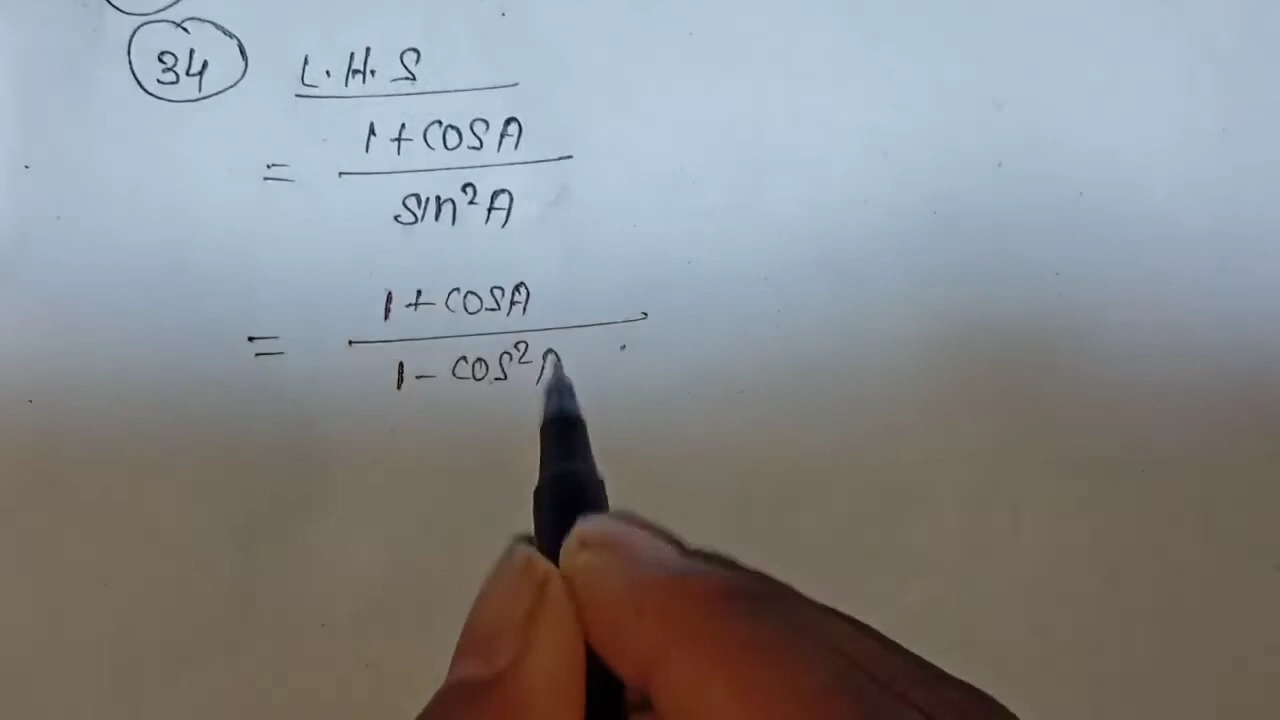 34 L.H.S
= 1 + COSA
sin²A
= 1 + COSA
1 - COS²A